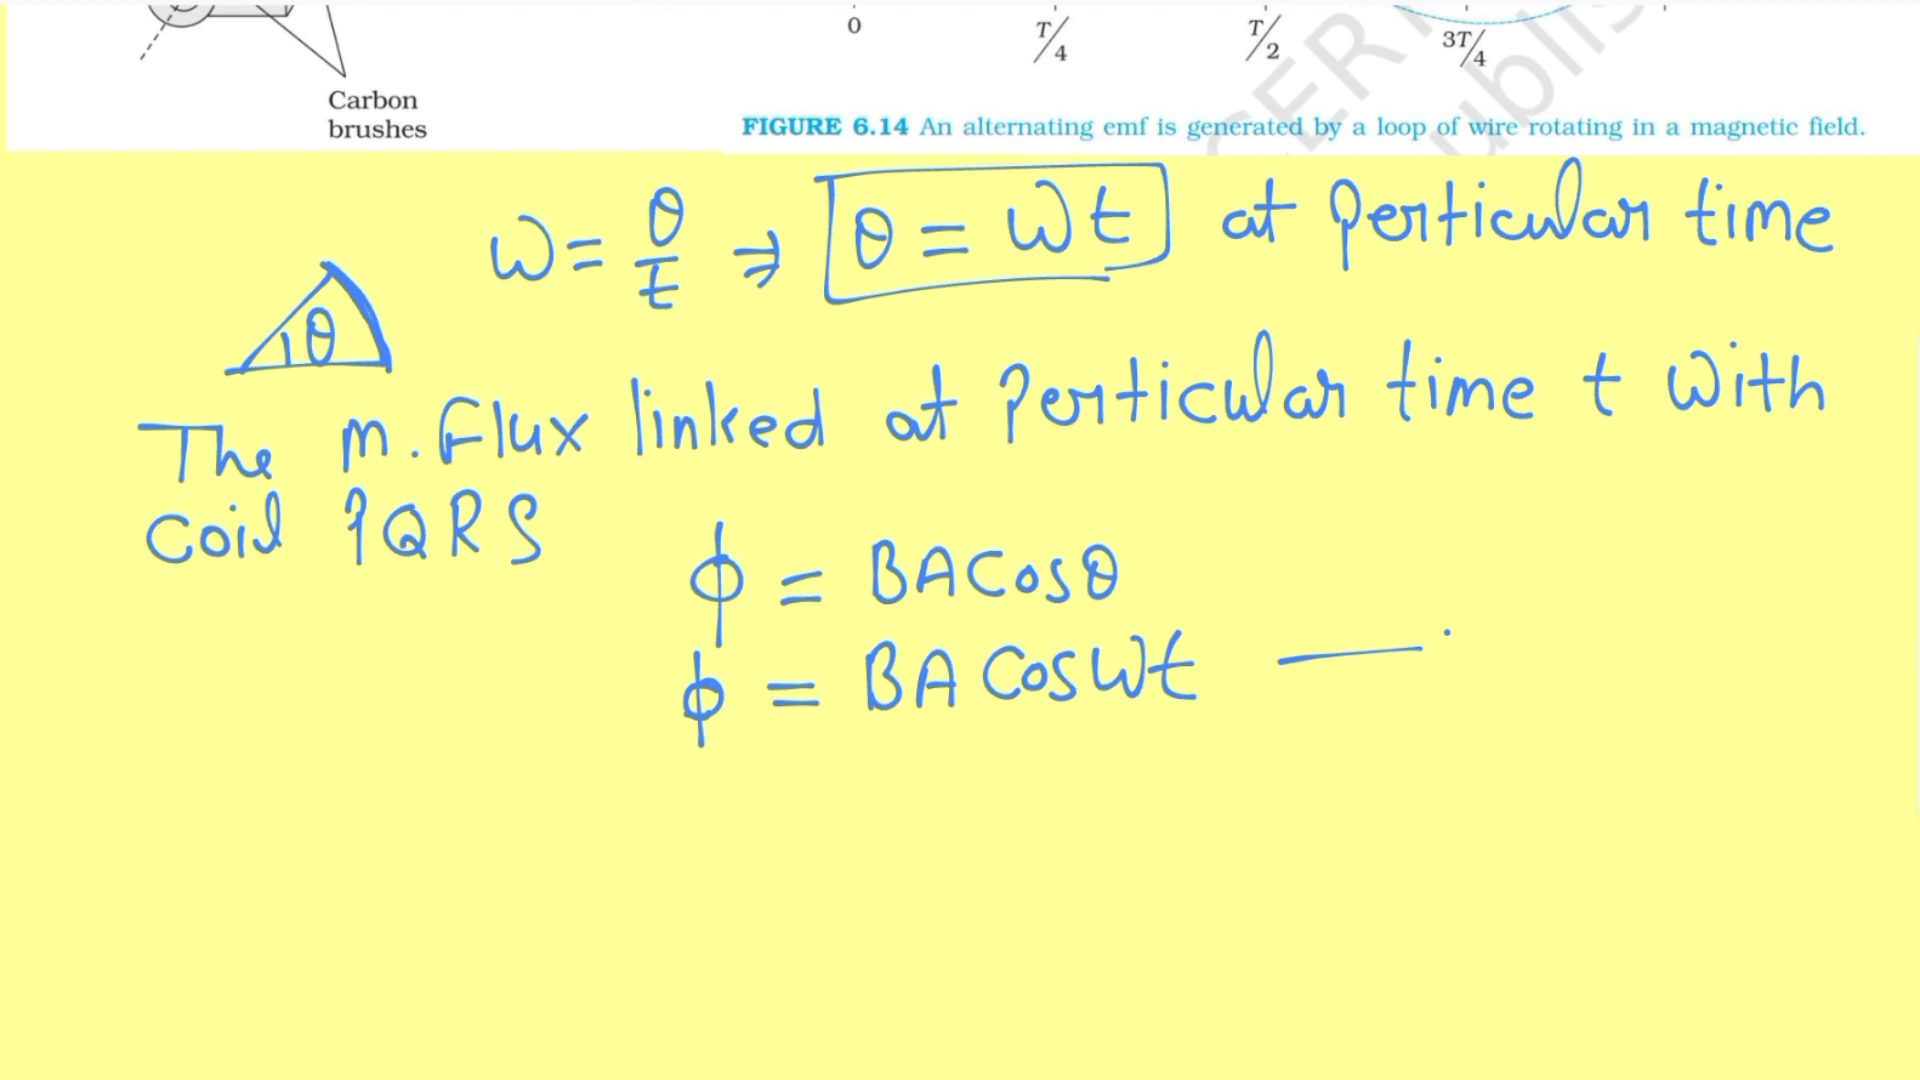 0 T/4 T/2 3T/4
Carbon
brushes
FIGURE 6.14 An alternating emf is generated by a loop of wire rotating in a magnetic field.
ω = θ/t ⇒ θ = ωt at perticular time
θ
The m. flux linked at perticular time t with
coil PQRS
ϕ = BACosθ
ϕ = BA Cosωt —